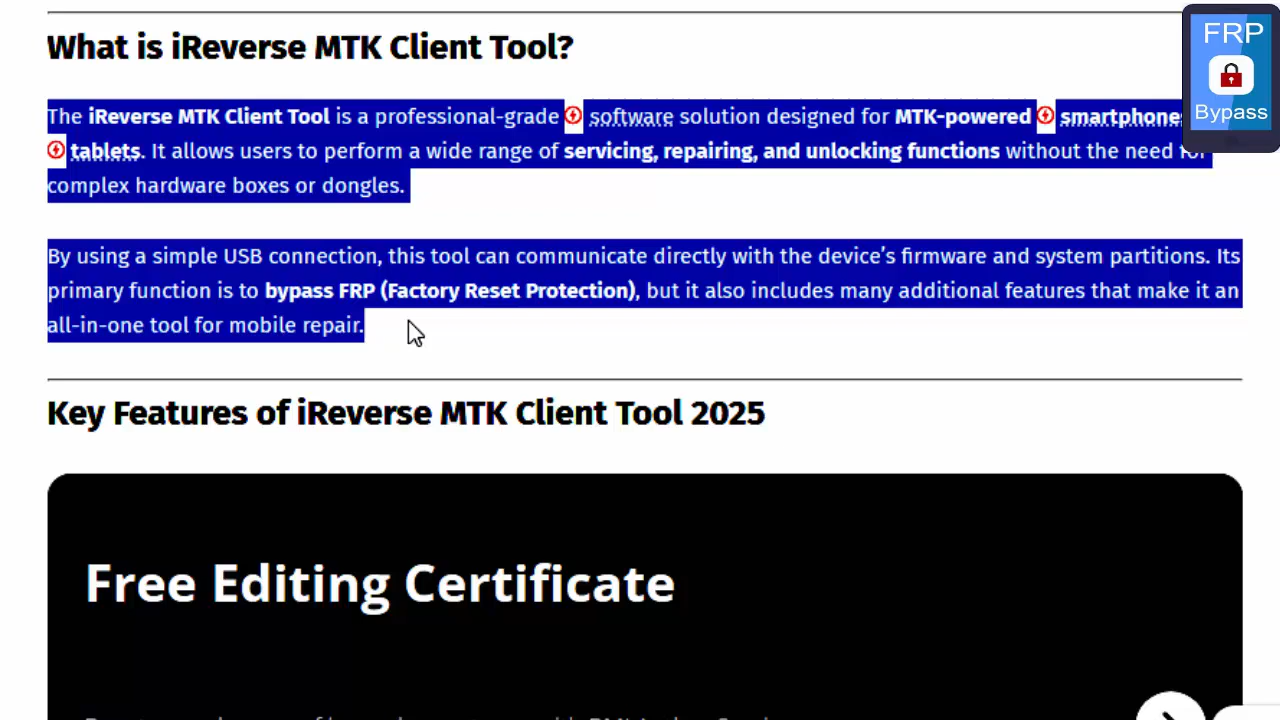 What is iReverse MTK Client Tool?
FRP
Bypass
The iReverse MTK Client Tool is a professional-grade software solution designed for MTK-powered smartphones
tablets. It allows users to perform a wide range of servicing, repairing, and unlocking functions without the need for
complex hardware boxes or dongles.
By using a simple USB connection, this tool can communicate directly with the device’s firmware and system partitions. Its
primary function is to bypass FRP (Factory Reset Protection), but it also includes many additional features that make it an
all-in-one tool for mobile repair.
Key Features of iReverse MTK Client Tool 2025
Free Editing Certificate